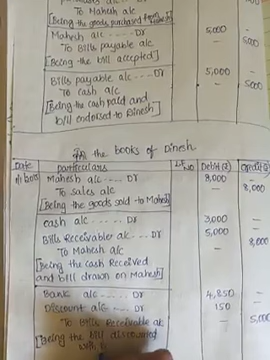 To Mahesh a/c
[Being the goods purchased from Mahesh]
Mahesh a/c ---- Dr 5,000 -
To Bills payable a/c - 5,000
[Being the bill accepted]
Bills payable a/c ---- Dr 5,000 -
To cash a/c - 5,000
[Being the cash paid and
bill endorsed to Dinesh]
In the books of Dinesh
Date particulars L.F.No Debit(₹) Credit(₹)
Mahesh a/c .... Dr 8,000 -
To sales a/c - 8,000
[Being the goods sold to Mahesh]
cash a/c ...... Dr 3,000 -
Bills Receivable a/c ... Dr 5,000
To Mahesh a/c - 8,000
[Being the cash Received
and bill drawn on Mahesh]
Bank a/c .... Dr 4,850 -
Discount a/c ... Dr 150
To Bills Receivable a/c - 5,000
[Being the bill discounted